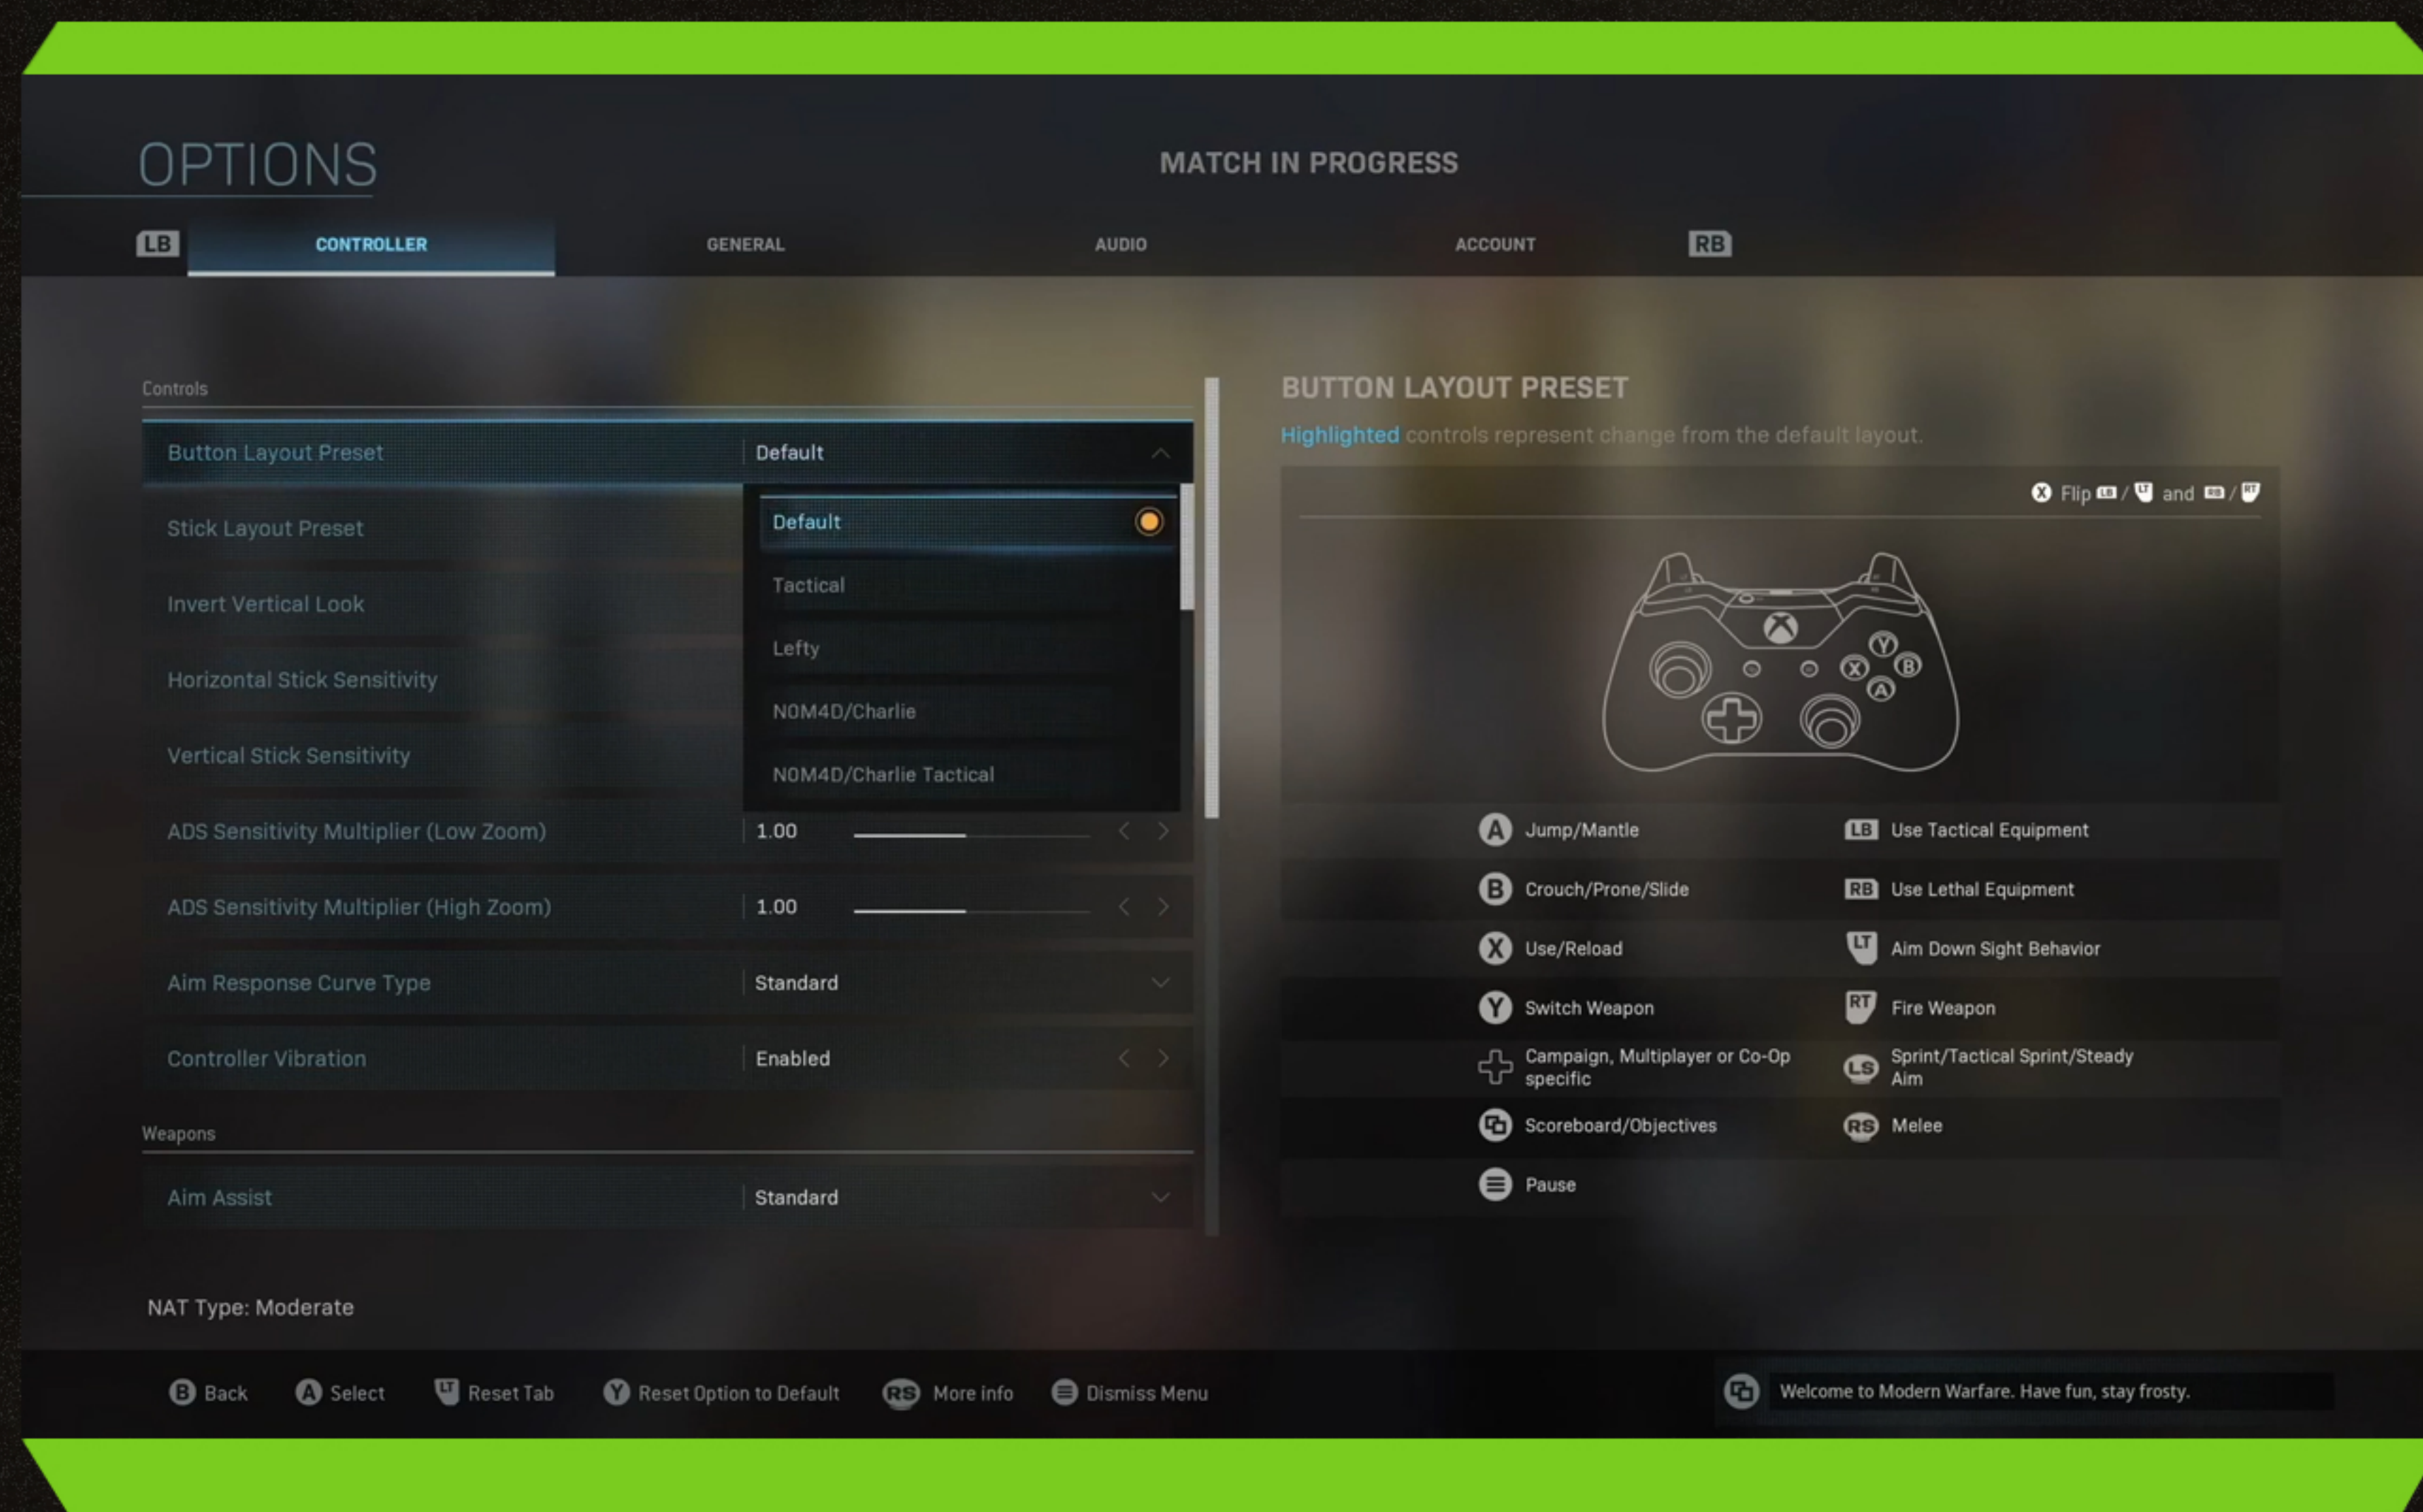 OPTIONS
MATCH IN PROGRESS
LB CONTROLLER GENERAL AUDIO ACCOUNT RB
Controls
Button Layout Preset Default
Default
Tactical
Lefty
N0M4D/Charlie
N0M4D/Charlie Tactical
Stick Layout Preset
Invert Vertical Look
Horizontal Stick Sensitivity
Vertical Stick Sensitivity
ADS Sensitivity Multiplier (Low Zoom) 1.00
ADS Sensitivity Multiplier (High Zoom) 1.00
Aim Response Curve Type Standard
Controller Vibration Enabled
Weapons
Aim Assist Standard
NAT Type: Moderate
BUTTON LAYOUT PRESET
Highlighted controls represent change from the default layout.
X Flip LB / LT and RB / RT
Y
X B
A
A Jump/Mantle LB Use Tactical Equipment
B Crouch/Prone/Slide RB Use Lethal Equipment
X Use/Reload LT Aim Down Sight Behavior
Y Switch Weapon RT Fire Weapon
Campaign, Multiplayer or Co-Op
specific
LS Sprint/Tactical Sprint/Steady
Aim
Scoreboard/Objectives RS Melee
Pause
B Back A Select LT Reset Tab Y Reset Option to Default RS More info Dismiss Menu
Welcome to Modern Warfare. Have fun, stay frosty.